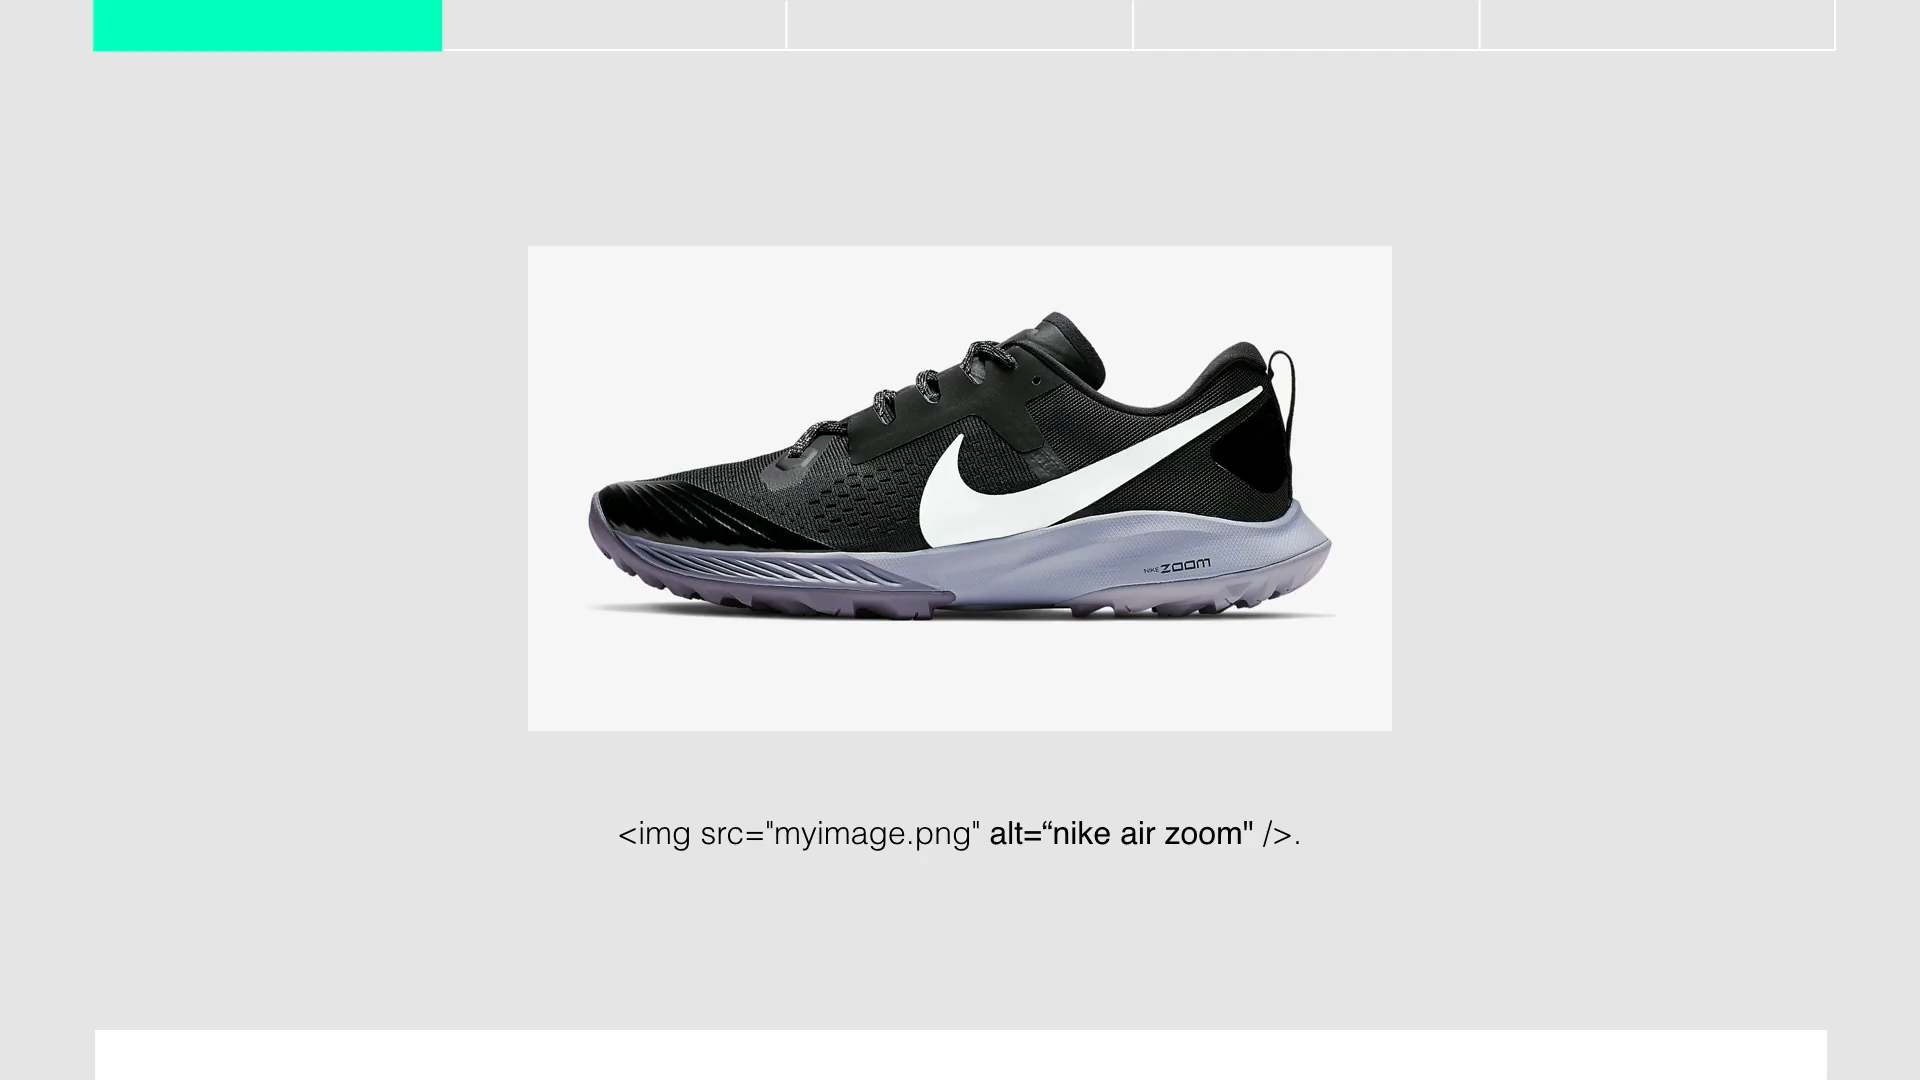 NIKE ZOOM
<img src="myimage.png" alt=“nike air zoom" />.